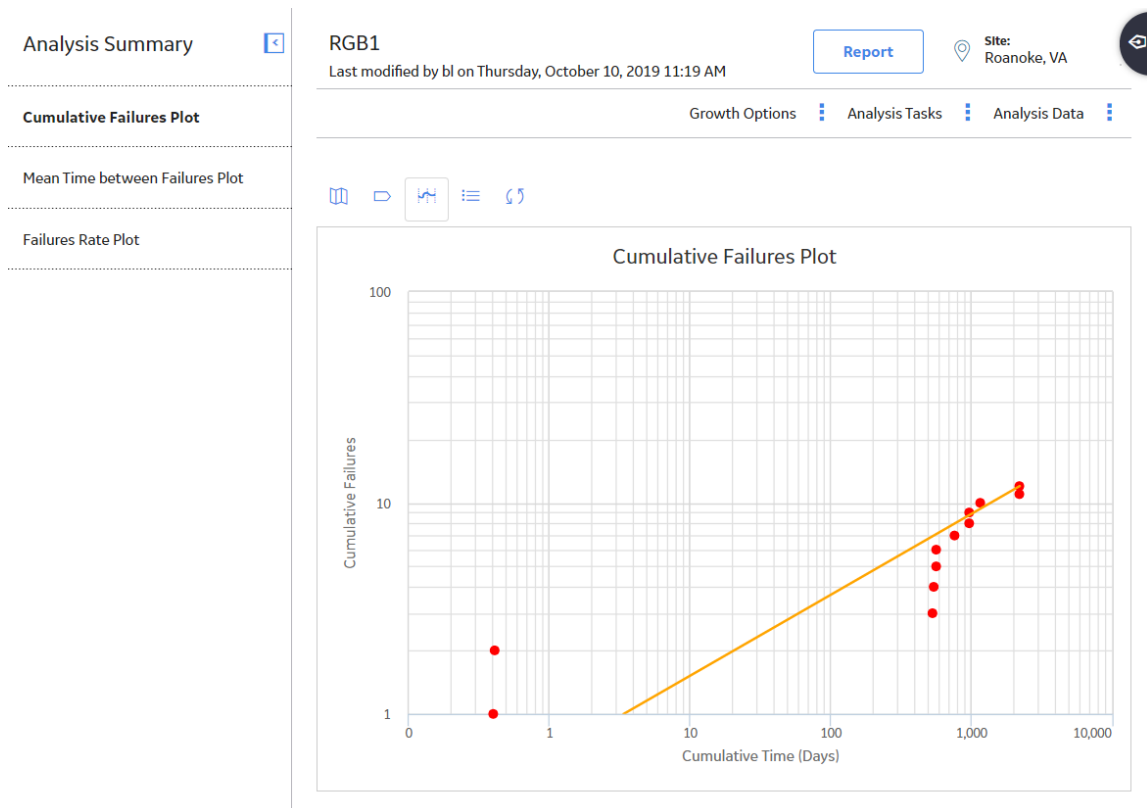 Analysis Summary
Cumulative Failures Plot
Mean Time between Failures Plot
Failures Rate Plot
RGB1
Last modified by bl on Thursday, October 10, 2019 11:19 AM
Report
Site:
Roanoke, VA
Growth Options
Analysis Tasks
Analysis Data
Cumulative Failures Plot
100
10
1
Cumulative Failures
0 1 10 100 1,000 10,000
Cumulative Time (Days)